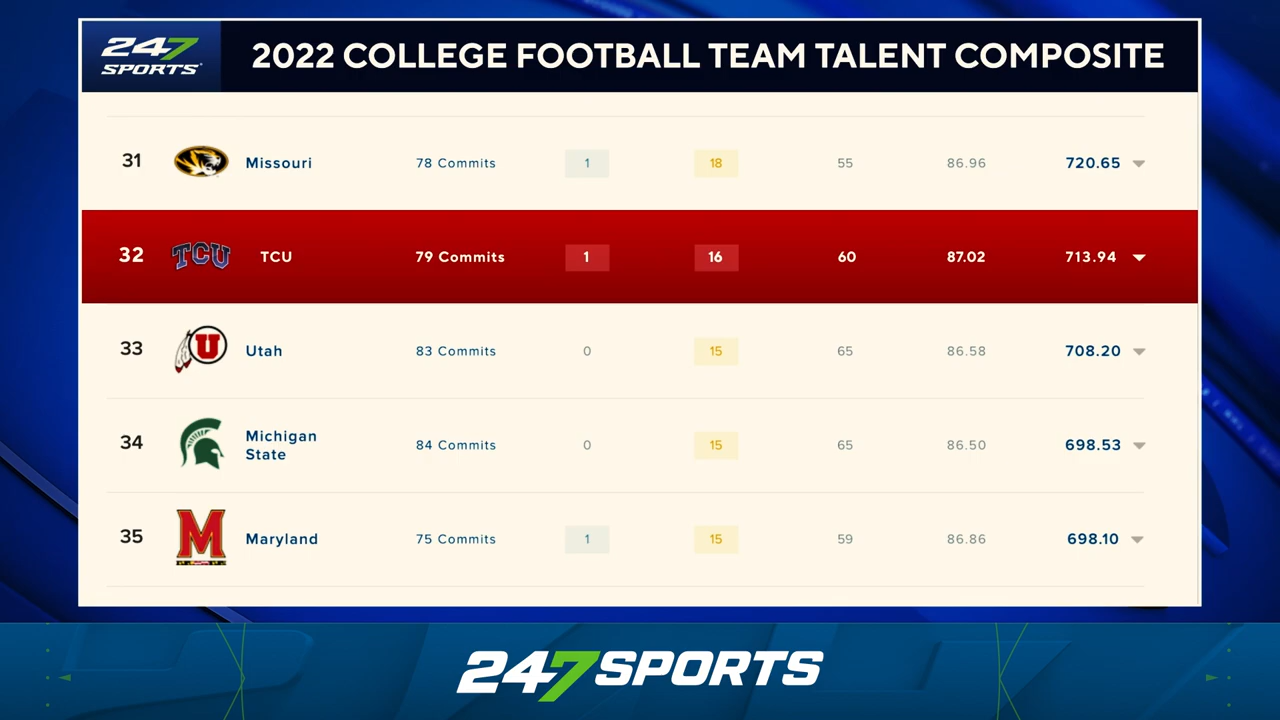 247 SPORTS
2022 COLLEGE FOOTBALL TEAM TALENT COMPOSITE
31 Missouri 78 Commits 1 18 55 86.96 720.65
32 TCU TCU 79 Commits 1 16 60 87.02 713.94
33 U Utah 83 Commits 0 15 65 86.58 708.20
34 Michigan State 84 Commits 0 15 65 86.50 698.53
35 M Maryland 75 Commits 1 15 59 86.86 698.10
247SPORTS